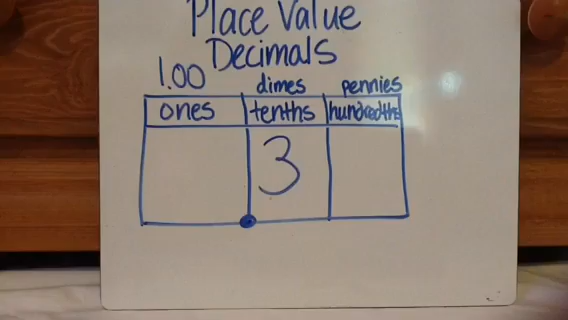 Place Value
Decimals
1.00 dimes pennies
ones tenths hundredths
3